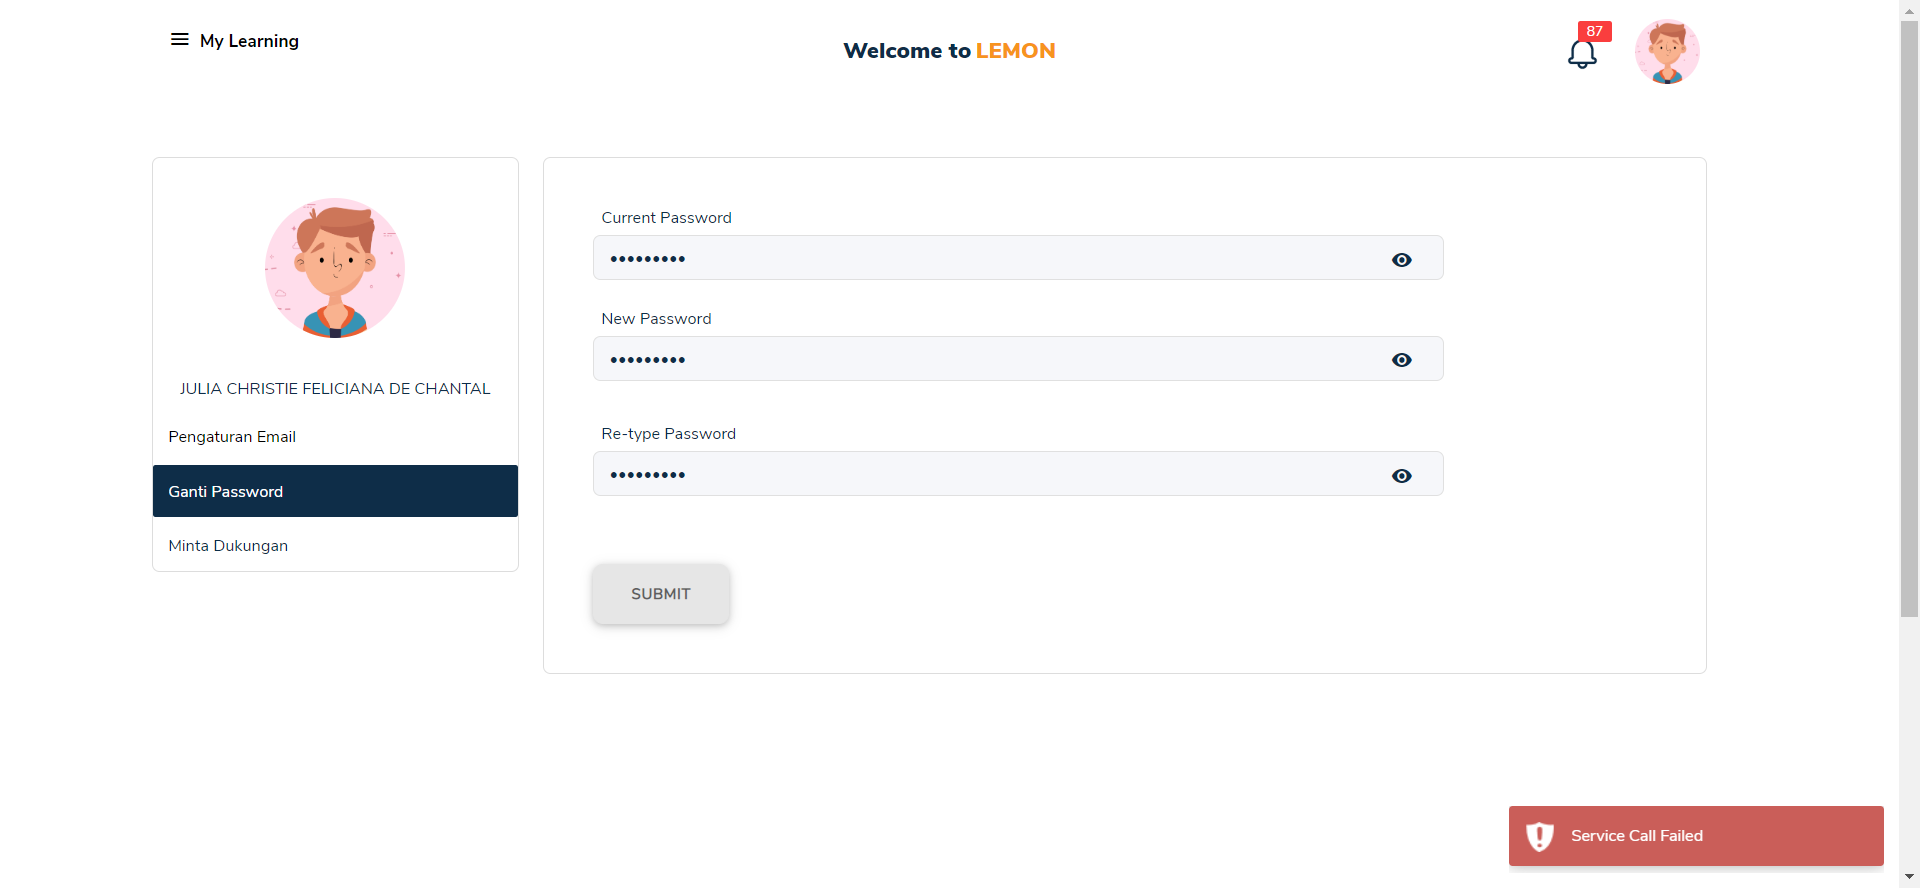 My Learning
Welcome to LEMON
87
JULIA CHRISTIE FELICIANA DE CHANTAL
Pengaturan Email
Ganti Password
Minta Dukungan
Current Password
•••••••••
New Password
•••••••••
Re-type Password
•••••••••
SUBMIT
Service Call Failed